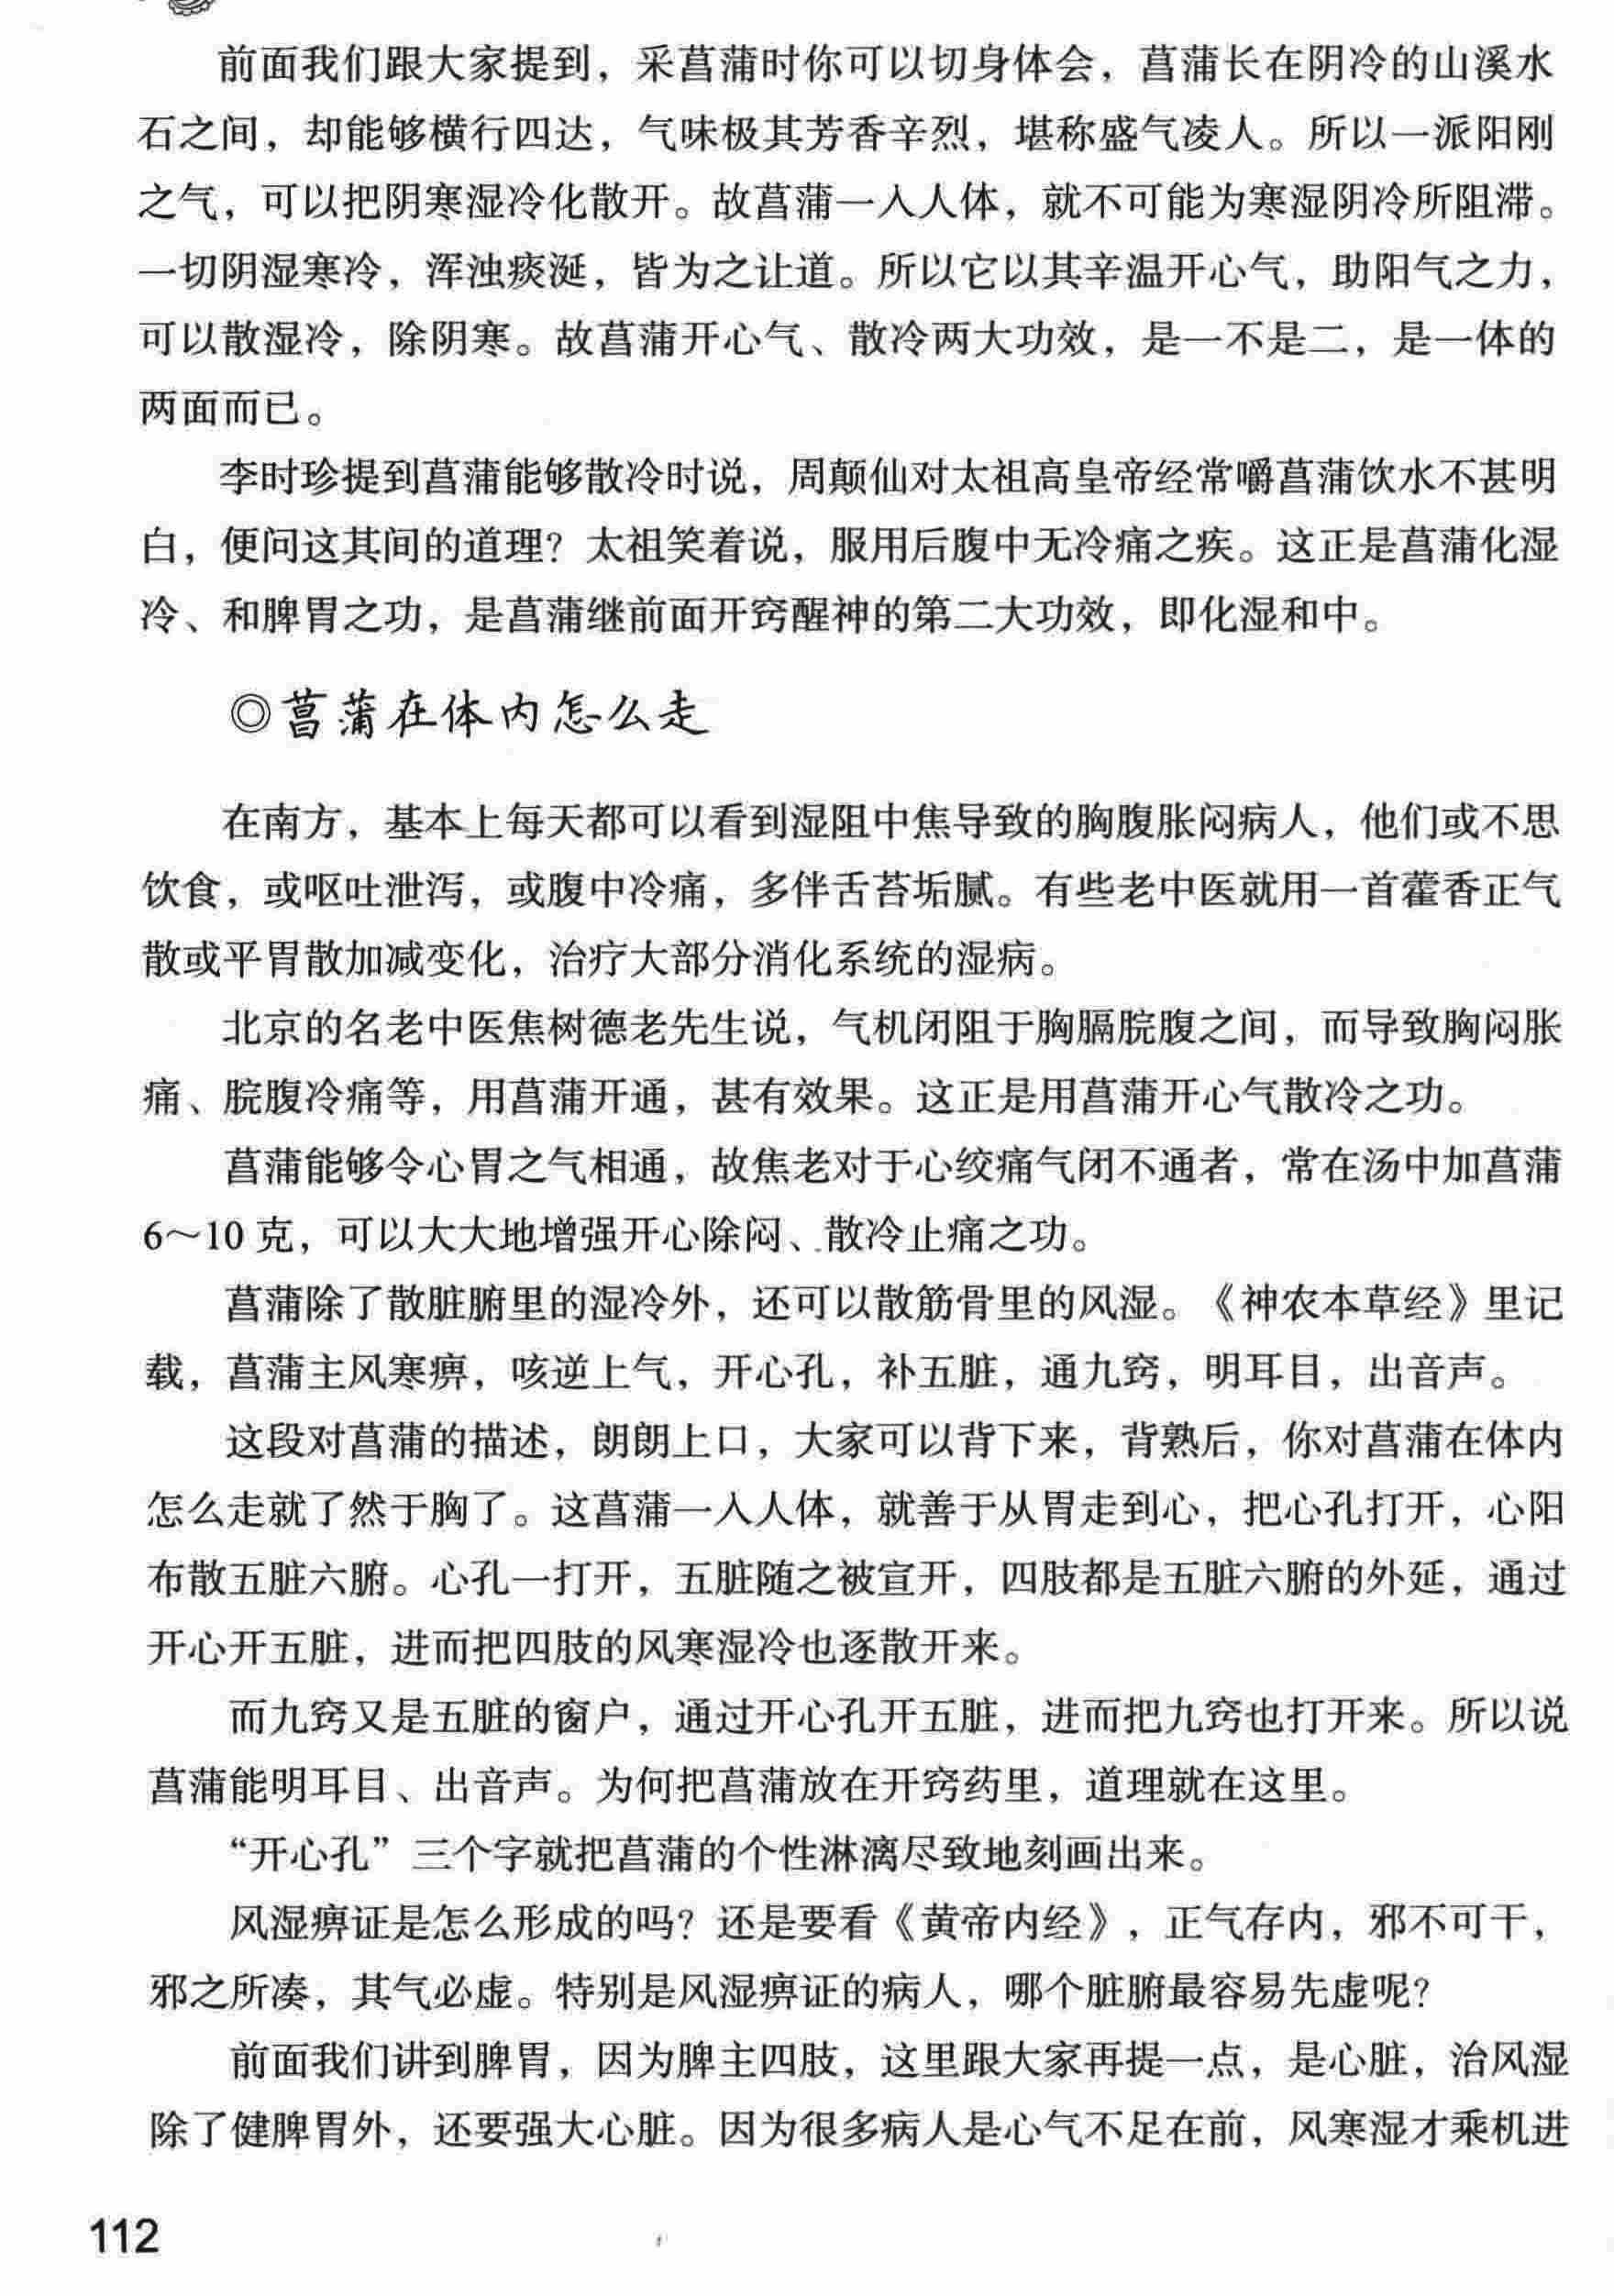 前面我们跟大家提到，采菖蒲时你可以切身体会，菖蒲长在阴冷的山溪水
石之间，却能够横行四达，气味极其芳香辛烈，堪称盛气凌人。所以一派阳刚
之气，可以把阴寒湿冷化散开。故菖蒲一入人体，就不可能为寒湿阴冷所阻滞。
一切阴湿寒冷，浑浊痰涎，皆为之让道。所以它以其辛温开心气，助阳气之力，
可以散湿冷，除阴寒。故菖蒲开心气、散冷两大功效，是一不是二，是一体的
两面而已。
李时珍提到菖蒲能够散冷时说，周颠仙对太祖高皇帝经常嚼菖蒲饮水不甚明
白，便问这其间的道理？太祖笑着说，服用后腹中无冷痛之疾。这正是菖蒲化湿
冷、和脾胃之功，是菖蒲继前面开窍醒神的第二大功效，即化湿和中。
◎菖蒲在体内怎么走
在南方，基本上每天都可以看到湿阻中焦导致的胸腹胀闷病人，他们或不思
饮食，或呕吐泄泻，或腹中冷痛，多伴舌苔垢腻。有些老中医就用一首藿香正气
散或平胃散加减变化，治疗大部分消化系统的湿病。
北京的名老中医焦树德老先生说，气机闭阻于胸膈脘腹之间，而导致胸闷胀
痛、脘腹冷痛等，用菖蒲开通，甚有效果。这正是用菖蒲开心气散冷之功。
菖蒲能够令心胃之气相通，故焦老对于心绞痛气闭不通者，常在汤中加菖蒲
6～10 克，可以大大地增强开心除闷、散冷止痛之功。
菖蒲除了散脏腑里的湿冷外，还可以散筋骨里的风湿。《神农本草经》里记
载，菖蒲主风寒痹，咳逆上气，开心孔，补五脏，通九窍，明耳目，出音声。
这段对菖蒲的描述，朗朗上口，大家可以背下来，背熟后，你对菖蒲在体内
怎么走就了然于胸了。这菖蒲一入人体，就善于从胃走到心，把心孔打开，心阳
布散五脏六腑。心孔一打开，五脏随之被宣开，四肢都是五脏六腑的外延，通过
开心开五脏，进而把四肢的风寒湿冷也逐散开来。
而九窍又是五脏的窗户，通过开心孔开五脏，进而把九窍也打开来。所以说
菖蒲能明耳目、出音声。为何把菖蒲放在开窍药里，道理就在这里。
“开心孔”三个字就把菖蒲的个性淋漓尽致地刻画出来。
风湿痹证是怎么形成的吗？还是要看《黄帝内经》，正气存内，邪不可干，
邪之所凑，其气必虚。特别是风湿痹证的病人，哪个脏腑最容易先虚呢？
前面我们讲到脾胃，因为脾主四肢，这里跟大家再提一点，是心脏，治风湿
除了健脾胃外，还要强大心脏。因为很多病人是心气不足在前，风寒湿才乘机进
112